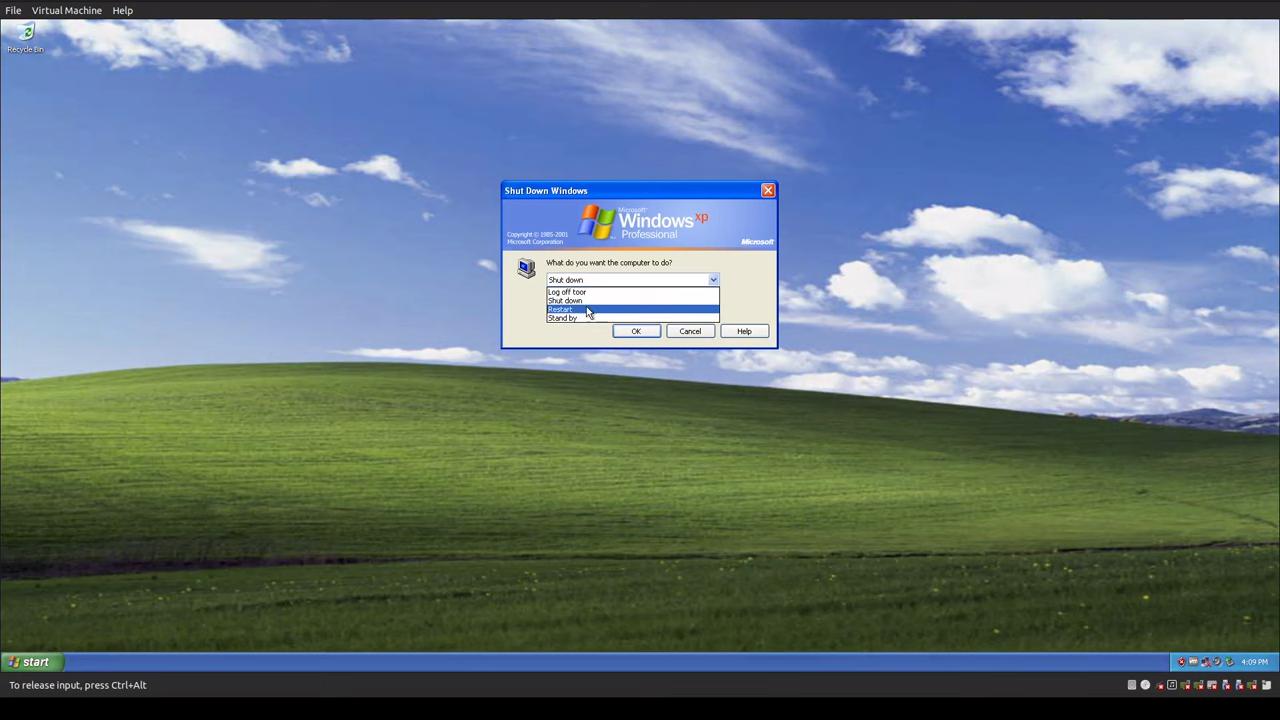 File Virtual Machine Help
Recycle Bin
Shut Down Windows
Microsoft
Windows xp
Professional
Copyright © 1985-2001
Microsoft Corporation
Microsoft
What do you want the computer to do?
Shut down
Log off toor
Shut down
Restart
Stand by
OK Cancel Help
start
4:09 PM
To release input, press Ctrl+Alt